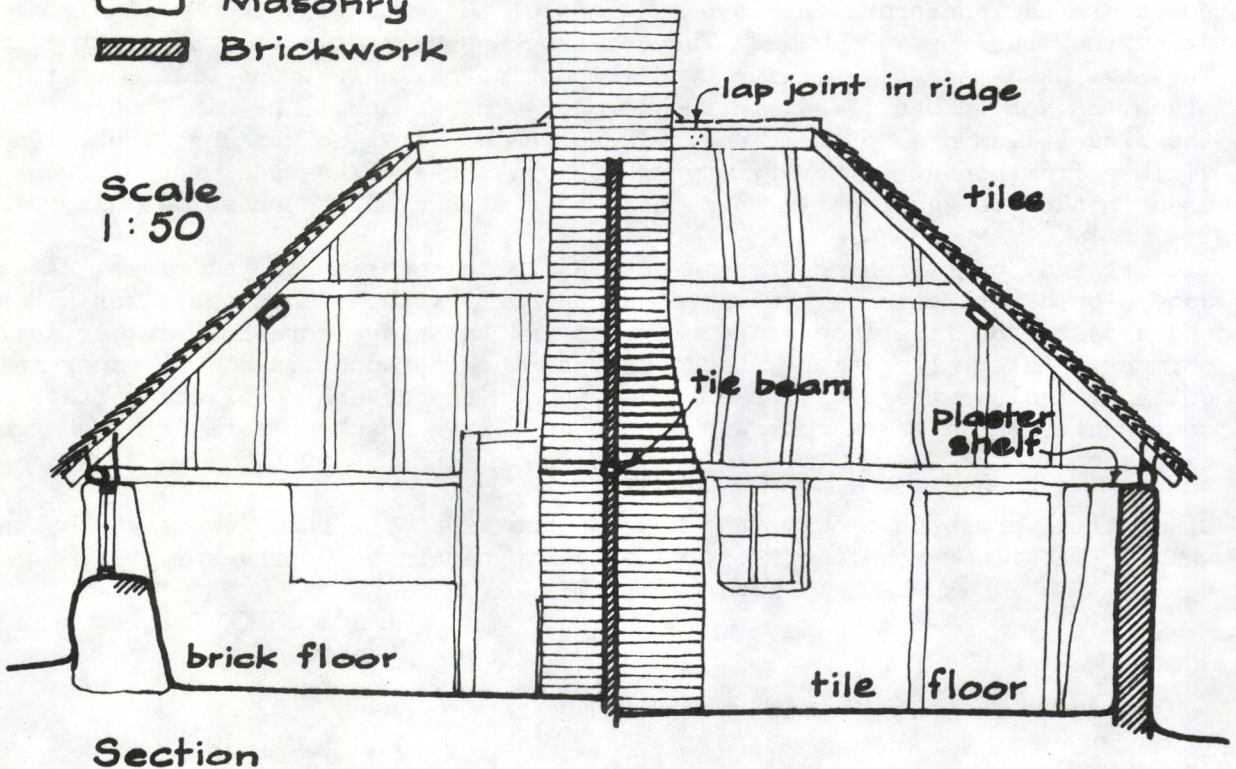 Masonry
Brickwork
lap joint in ridge
Scale
1:50
tiles
tie beam
plaster
shelf
brick floor
tile floor
Section